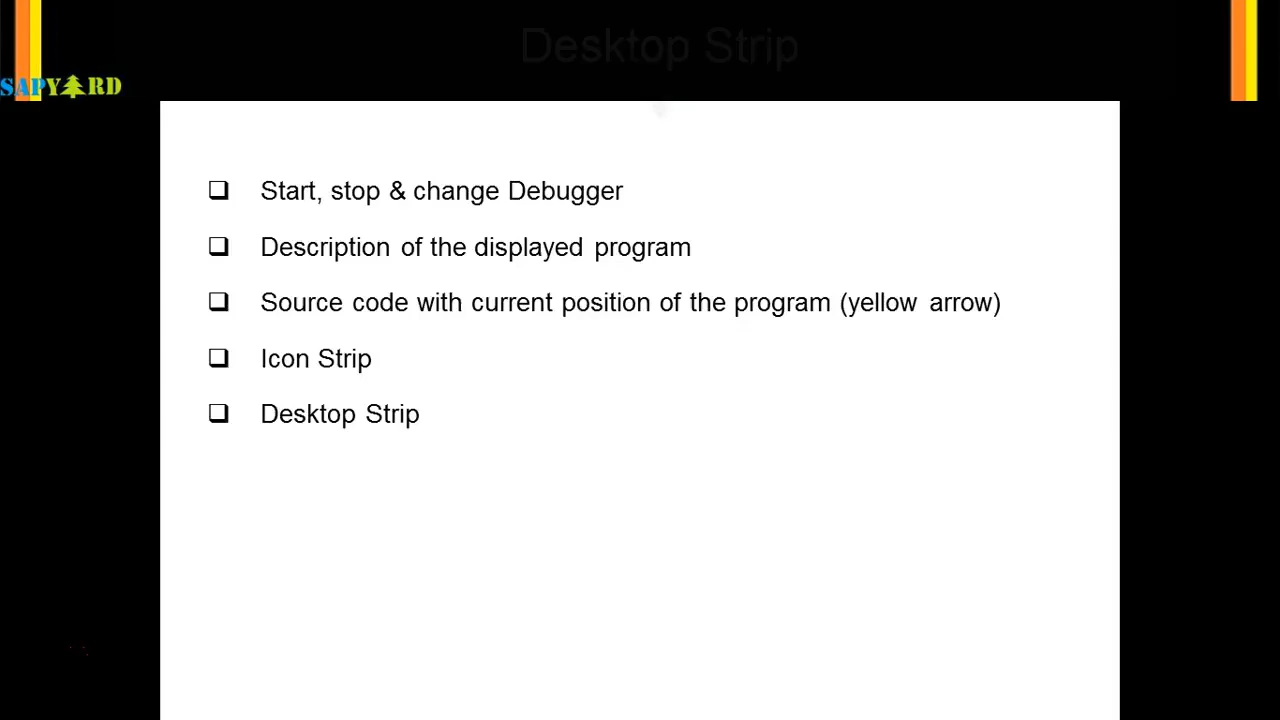 Desktop Strip
SAPYARD
Start, stop & change Debugger
Description of the displayed program
Source code with current position of the program (yellow arrow)
Icon Strip
Desktop Strip